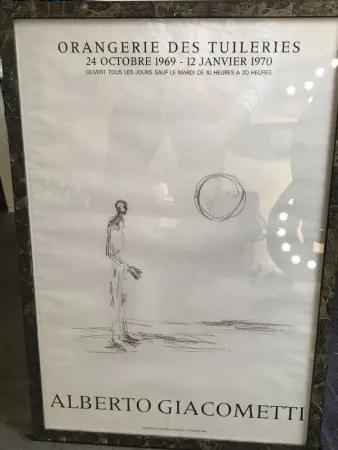 ORANGERIE DES TUILERIES
24 OCTOBRE 1969 - 12 JANVIER 1970
OUVERT TOUS LES JOURS SAUF LE MARDI DE 10 HEURES A 20 HEURES
ALBERTO GIACOMETTI